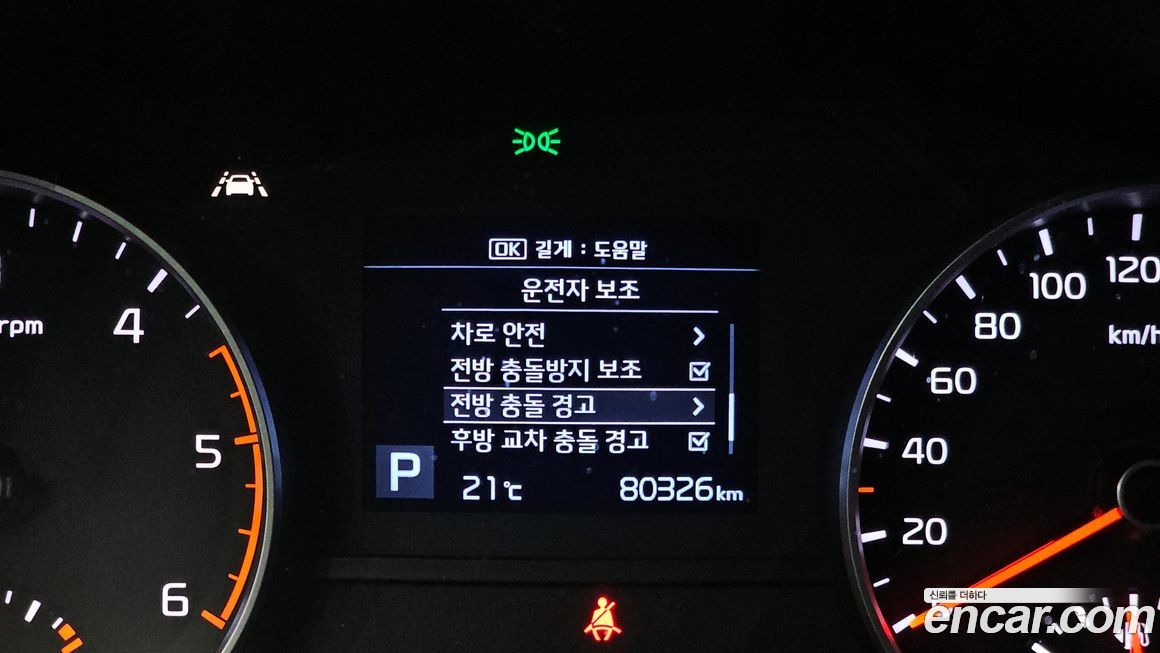 OK 길게 : 도움말
운전자 보조
차로 안전
전방 충돌방지 보조
전방 충돌 경고
후방 교차 충돌 경고
P
21℃
80326km
rpm
4
5
6
120
100
80
km/h
60
40
20
신뢰를 더하다
encar.com